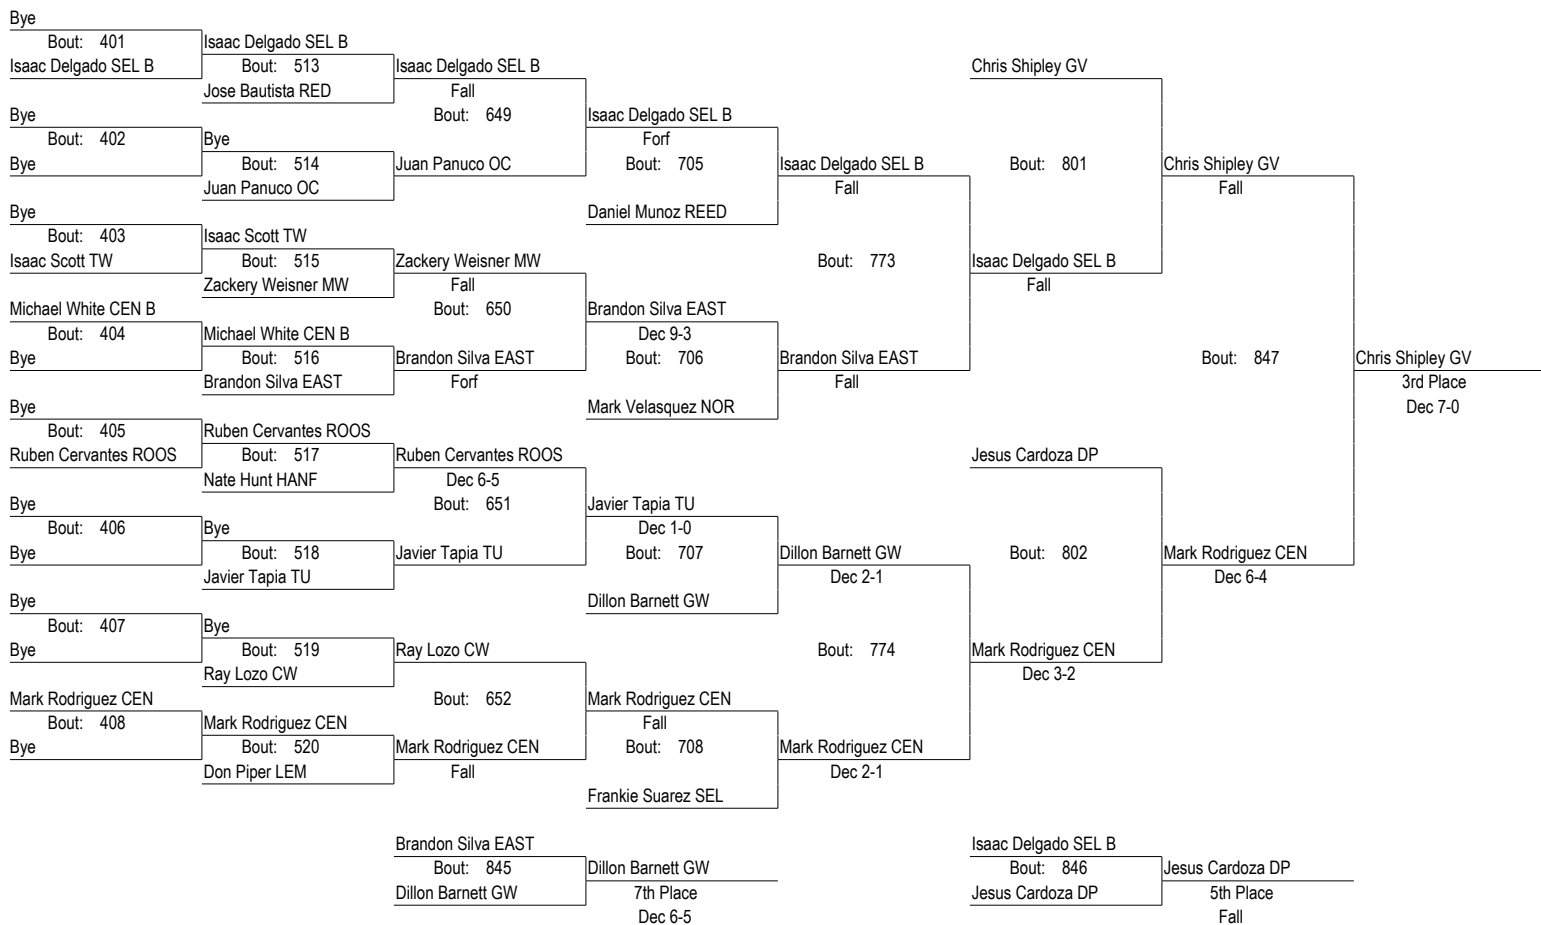 Bye
Bout: 401 Isaac Delgado SEL B
Isaac Delgado SEL B Bout: 513 Isaac Delgado SEL B Chris Shipley GV
Jose Bautista RED Fall
Bye Bout: 649 Isaac Delgado SEL B
Bout: 402 Bye Forf
Bye Bout: 514 Juan Panuco OC Bout: 705 Isaac Delgado SEL B Bout: 801 Chris Shipley GV
Juan Panuco OC Fall Fall
Bye Daniel Munoz REED
Bout: 403 Isaac Scott TW
Isaac Scott TW Bout: 515 Zackery Weisner MW Bout: 773 Isaac Delgado SEL B
Zackery Weisner MW Fall Fall
Michael White CEN B Bout: 650 Brandon Silva EAST
Bout: 404 Michael White CEN B Dec 9-3
Bye Bout: 516 Brandon Silva EAST Bout: 706 Brandon Silva EAST Bout: 847 Chris Shipley GV
Brandon Silva EAST Forf Fall 3rd Place
Bye Mark Velasquez NOR Dec 7-0
Bout: 405 Ruben Cervantes ROOS
Ruben Cervantes ROOS Bout: 517 Ruben Cervantes ROOS Jesus Cardoza DP
Nate Hunt HANF Dec 6-5
Bye Bout: 651 Javier Tapia TU
Bout: 406 Bye Dec 1-0
Bye Bout: 518 Javier Tapia TU Bout: 707 Dillon Barnett GW Bout: 802 Mark Rodriguez CEN
Javier Tapia TU Dec 2-1 Dec 6-4
Bye Dillon Barnett GW
Bout: 407 Bye
Bye Bout: 519 Ray Lozo CW Bout: 774 Mark Rodriguez CEN
Ray Lozo CW Dec 3-2
Mark Rodriguez CEN Bout: 652 Mark Rodriguez CEN
Bout: 408 Mark Rodriguez CEN Fall
Bye Bout: 520 Mark Rodriguez CEN Bout: 708 Mark Rodriguez CEN
Don Piper LEM Fall Dec 2-1
Frankie Suarez SEL
Brandon Silva EAST Isaac Delgado SEL B
Bout: 845 Dillon Barnett GW Bout: 846 Jesus Cardoza DP
Dillon Barnett GW 7th Place Jesus Cardoza DP 5th Place
Dec 6-5 Fall